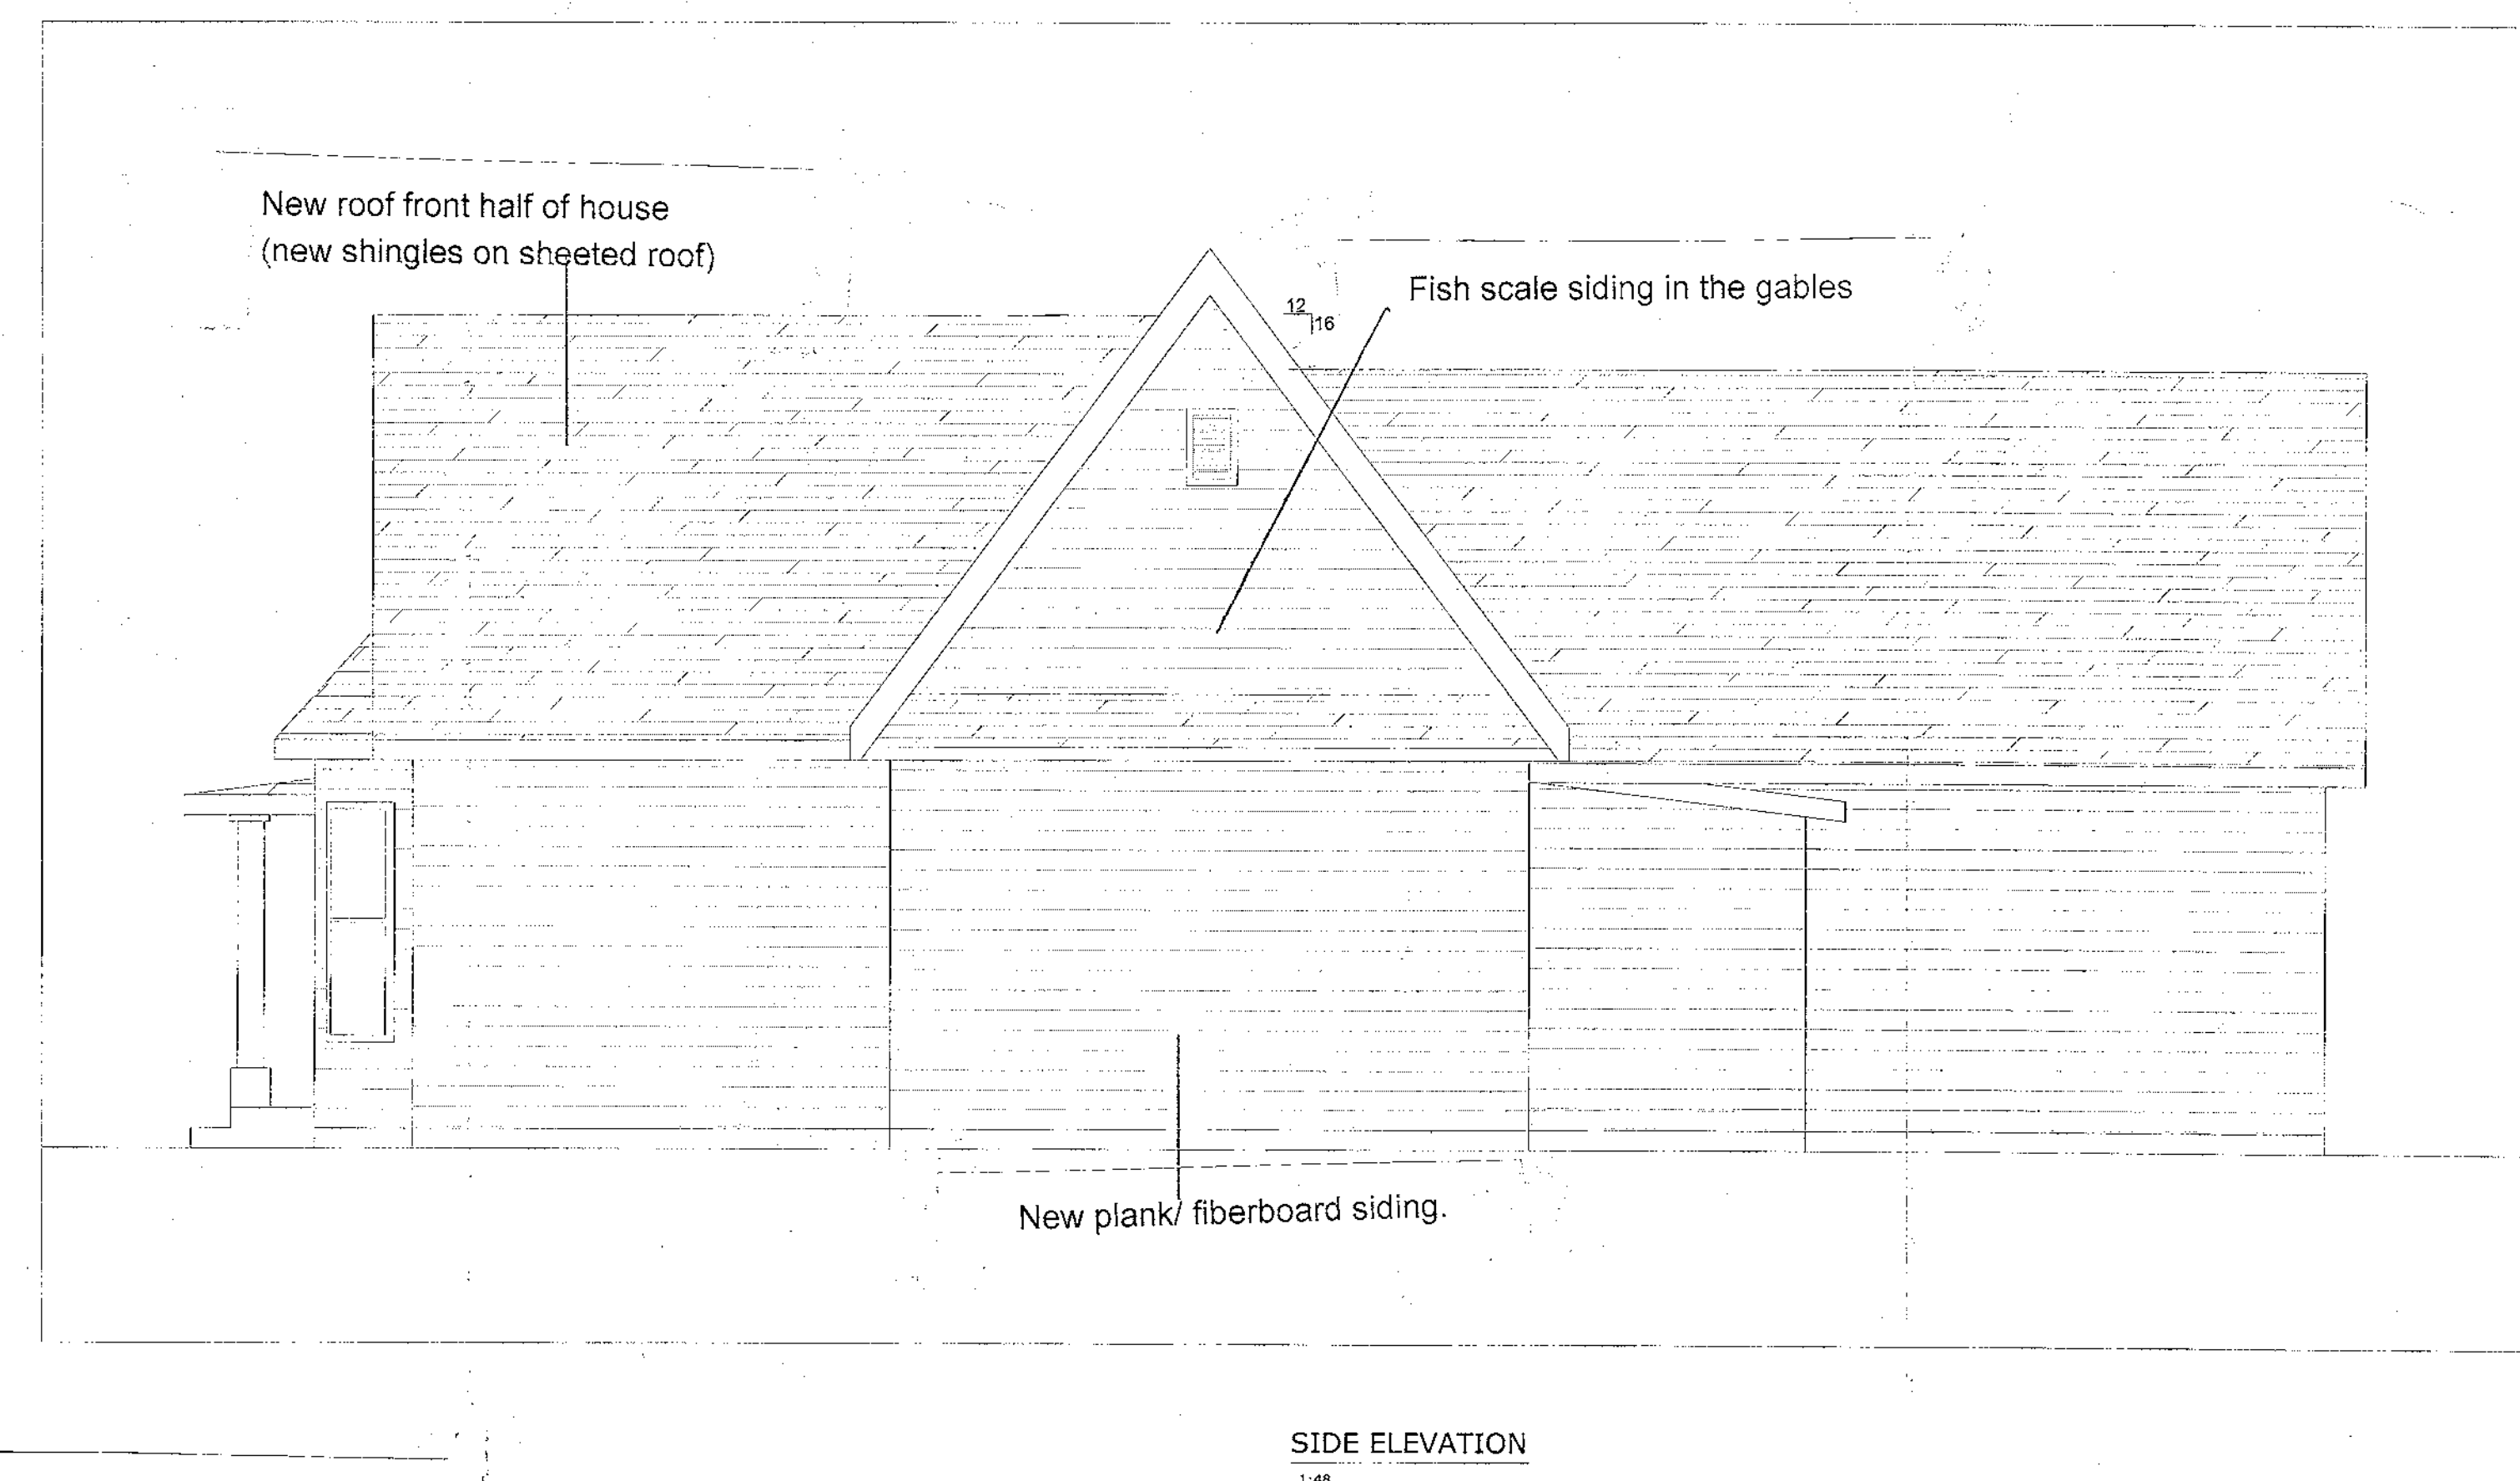 New roof front half of house
(new shingles on sheeted roof)
12
16
Fish scale siding in the gables
New plank/ fiberboard siding.
SIDE ELEVATION
1:48